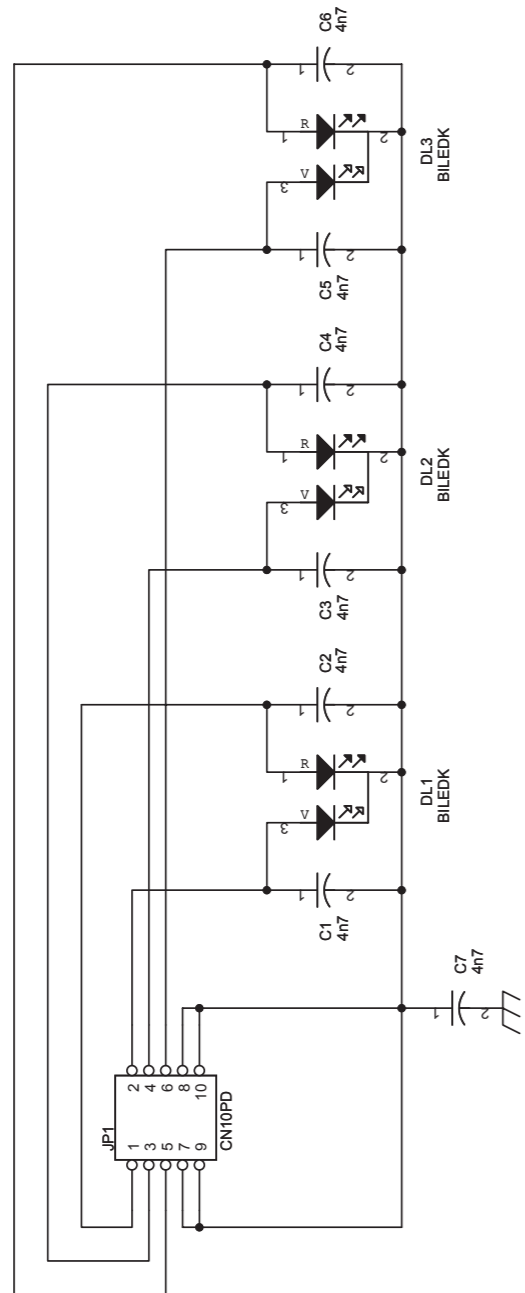 C6
4n7
1
2
R
1
2
V
3
DL3
BILEDK
1
2
C5
4n7
C4
4n7
1
2
R
1
2
V
3
DL2
BILEDK
1
2
C3
4n7
C2
4n7
1
2
R
1
2
V
3
DL1
BILEDK
1
2
C1
4n7
C7
4n7
1
2
JP1
1
2
3
4
5
6
7
8
9
10
CN10PD